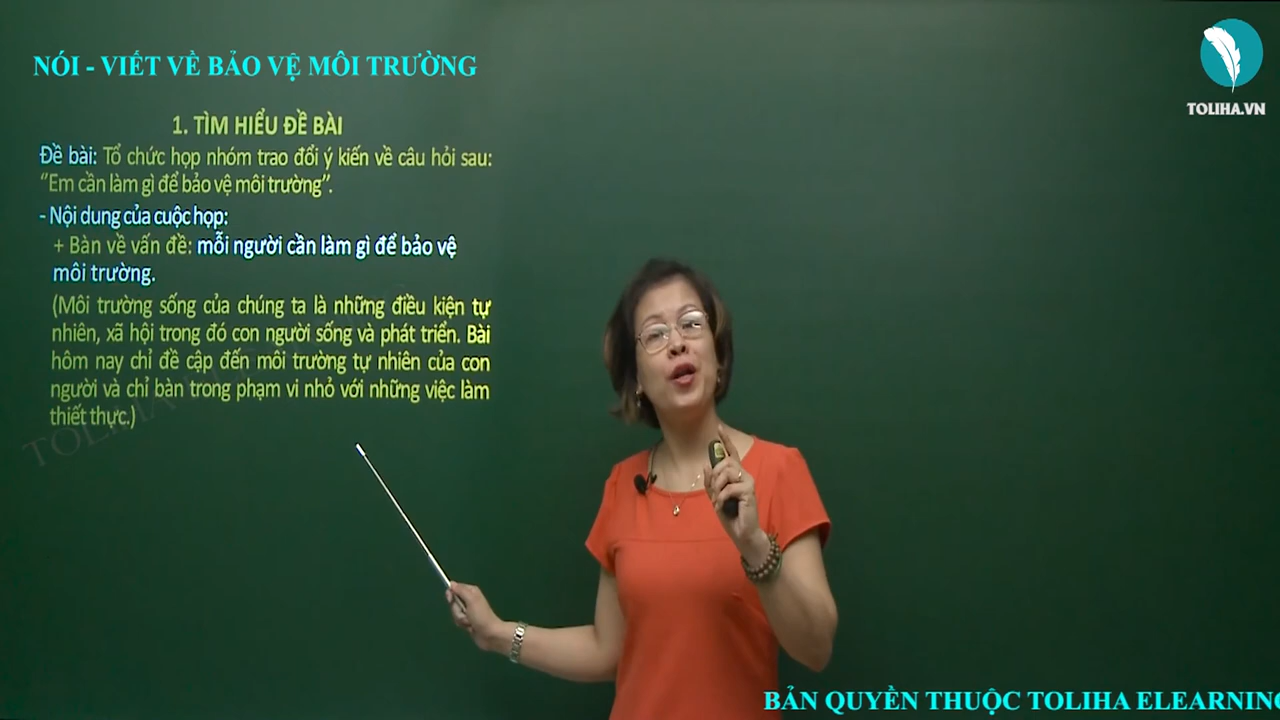 NÓI - VIẾT VỀ BẢO VỆ MÔI TRƯỜNG
TOLIHA.VN
1. TÌM HIỂU ĐỀ BÀI
Đề bài: Tổ chức họp nhóm trao đổi ý kiến về câu hỏi sau:
“Em cần làm gì để bảo vệ môi trường”.
- Nội dung của cuộc họp:
+ Bàn về vấn đề: mỗi người cần làm gì để bảo vệ
môi trường.
(Môi trường sống của chúng ta là những điều kiện tự
nhiên, xã hội trong đó con người sống và phát triển. Bài
hôm nay chỉ đề cập đến môi trường tự nhiên của con
người và chỉ bàn trong phạm vi nhỏ với những việc làm
thiết thực.)
TOLIHA
BẢN QUYỀN THUỘC TOLIHA ELEARNING